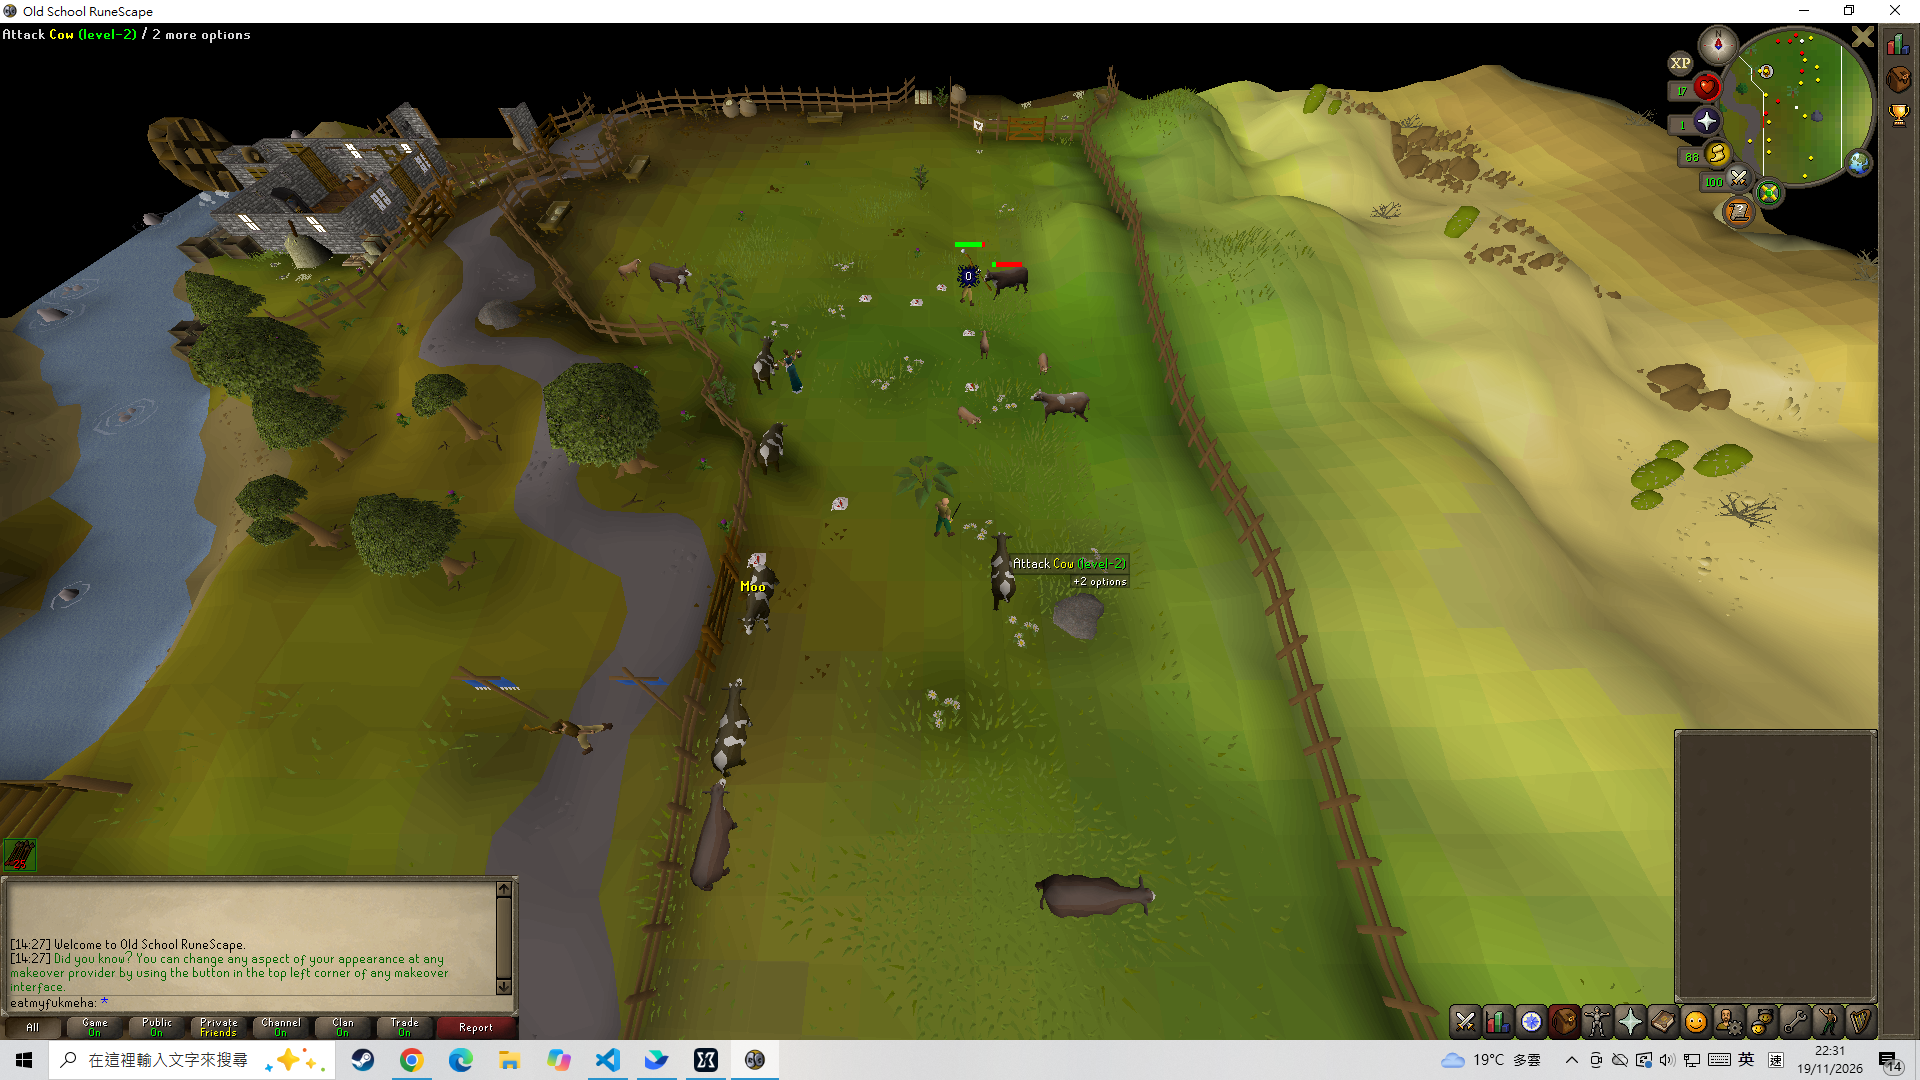 Old School RuneScape
Attack Cow (level-2) / 2 more options
N
XP
17
1
88
100
0
Attack Cow (level-2)
+2 options
Moo
25
[14:27] Welcome to Old School RuneScape.
[14:27] Did you know? You can change any aspect of your appearance at any
makeover provider by using the button in the top left corner of any makeover
interface.
eatmyfukmeha: *
All
Game
On
Public
On
Private
Friends
Channel
On
Clan
On
Trade
On
Report
在這裡輸入文字來搜尋
19°C 多雲
英
速
22:31
19/11/2026
14